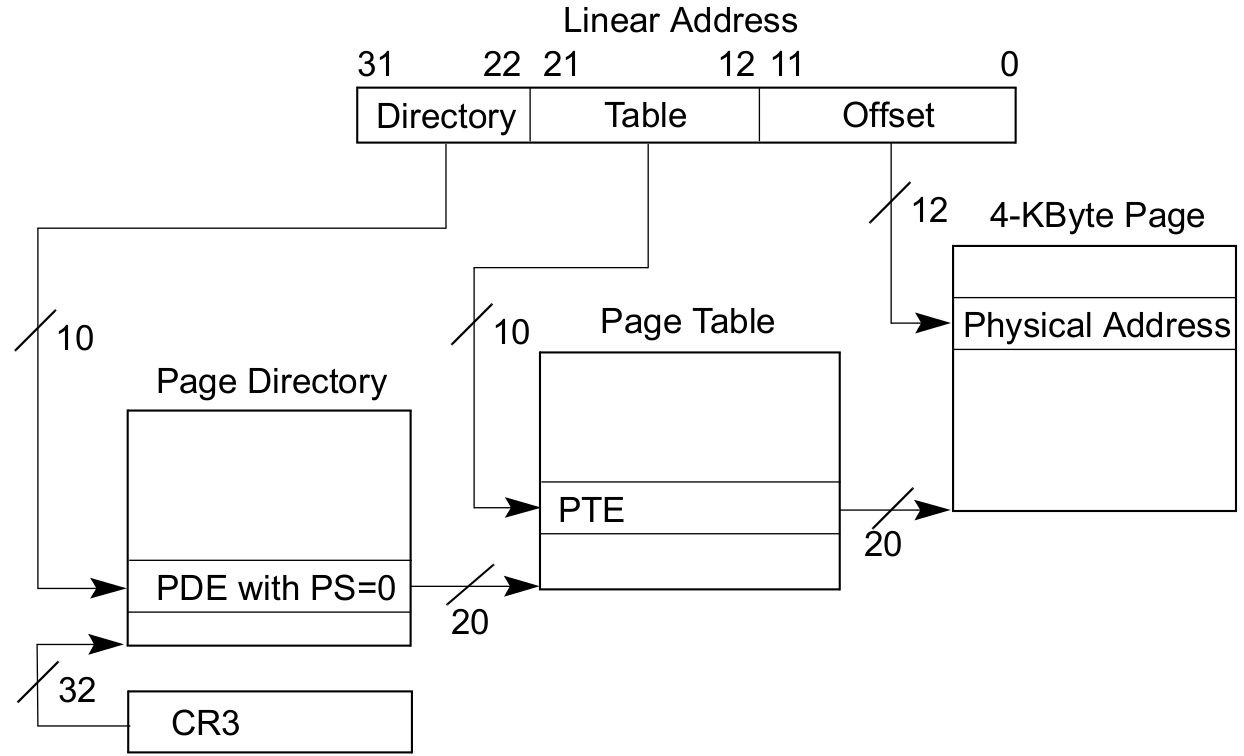 Linear Address
31 22 21 12 11 0
Directory Table Offset
12
4-KByte Page
Physical Address
10
10
Page Table
Page Directory
PTE
20
PDE with PS=0
20
32
CR3